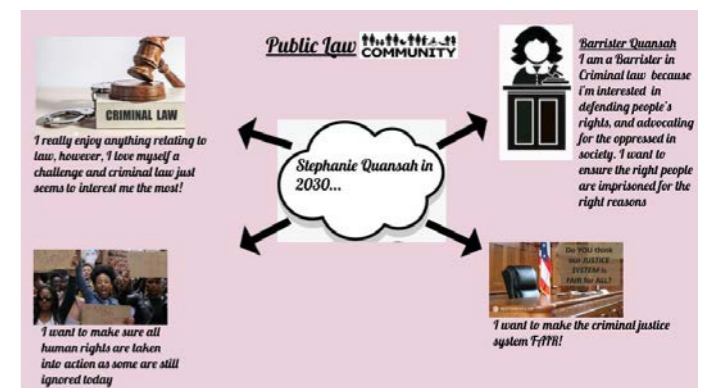 Public Law
COMMUNITY
CRIMINAL LAW
I really enjoy anything relating to
law, however, I love myself a
challenge and criminal law just
seems to interest me the most!
Barrister Quansah
I am a Barrister in
Criminal law because
i'm interested in
defending people's
rights, and advocating
for the oppressed in
society. I want to
ensure the right people
are imprisoned for the
right reasons
Stephanie Quansah in
2030...
I want to make sure all
human rights are taken
into action as some are still
ignored today
Do YOU think
our JUSTICE
SYSTEM is
FAIR for ALL?
I want to make the criminal justice
system FAIR!